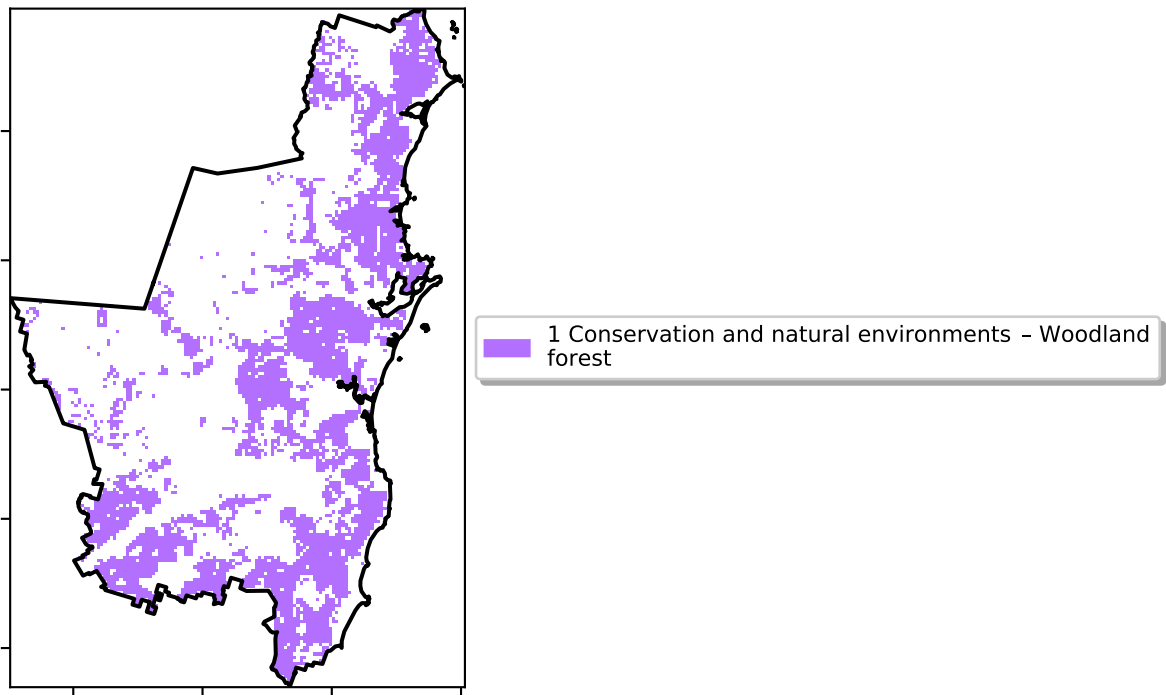 1 Conservation and natural environments – Woodland
forest